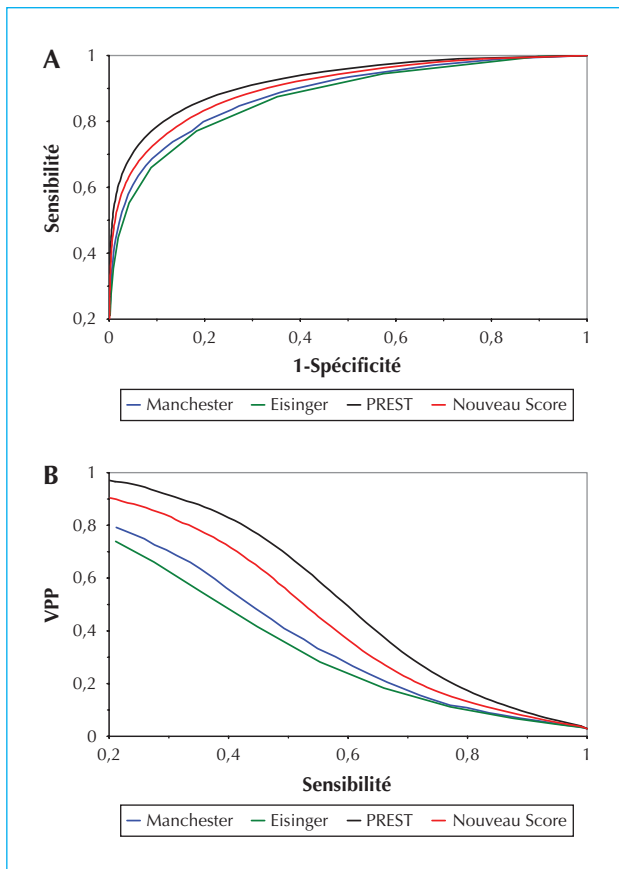 A
1
0,8
0,6
0,4
0,2
Sensibilité
0
0,2
0,4
0,6
0,8
1
1-Spécificité
Manchester Eisinger PREST Nouveau Score
B
1
0,8
0,6
0,4
0,2
0
VPP
0,2
0,4
0,6
0,8
1
Sensibilité
Manchester Eisinger PREST Nouveau Score